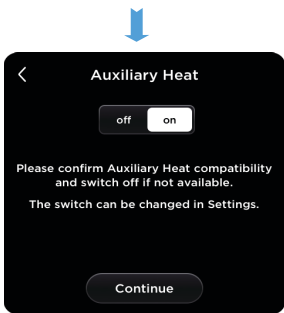 Auxiliary Heat
off on
Please confirm Auxiliary Heat compatibility
and switch off if not available.
The switch can be changed in Settings.
Continue